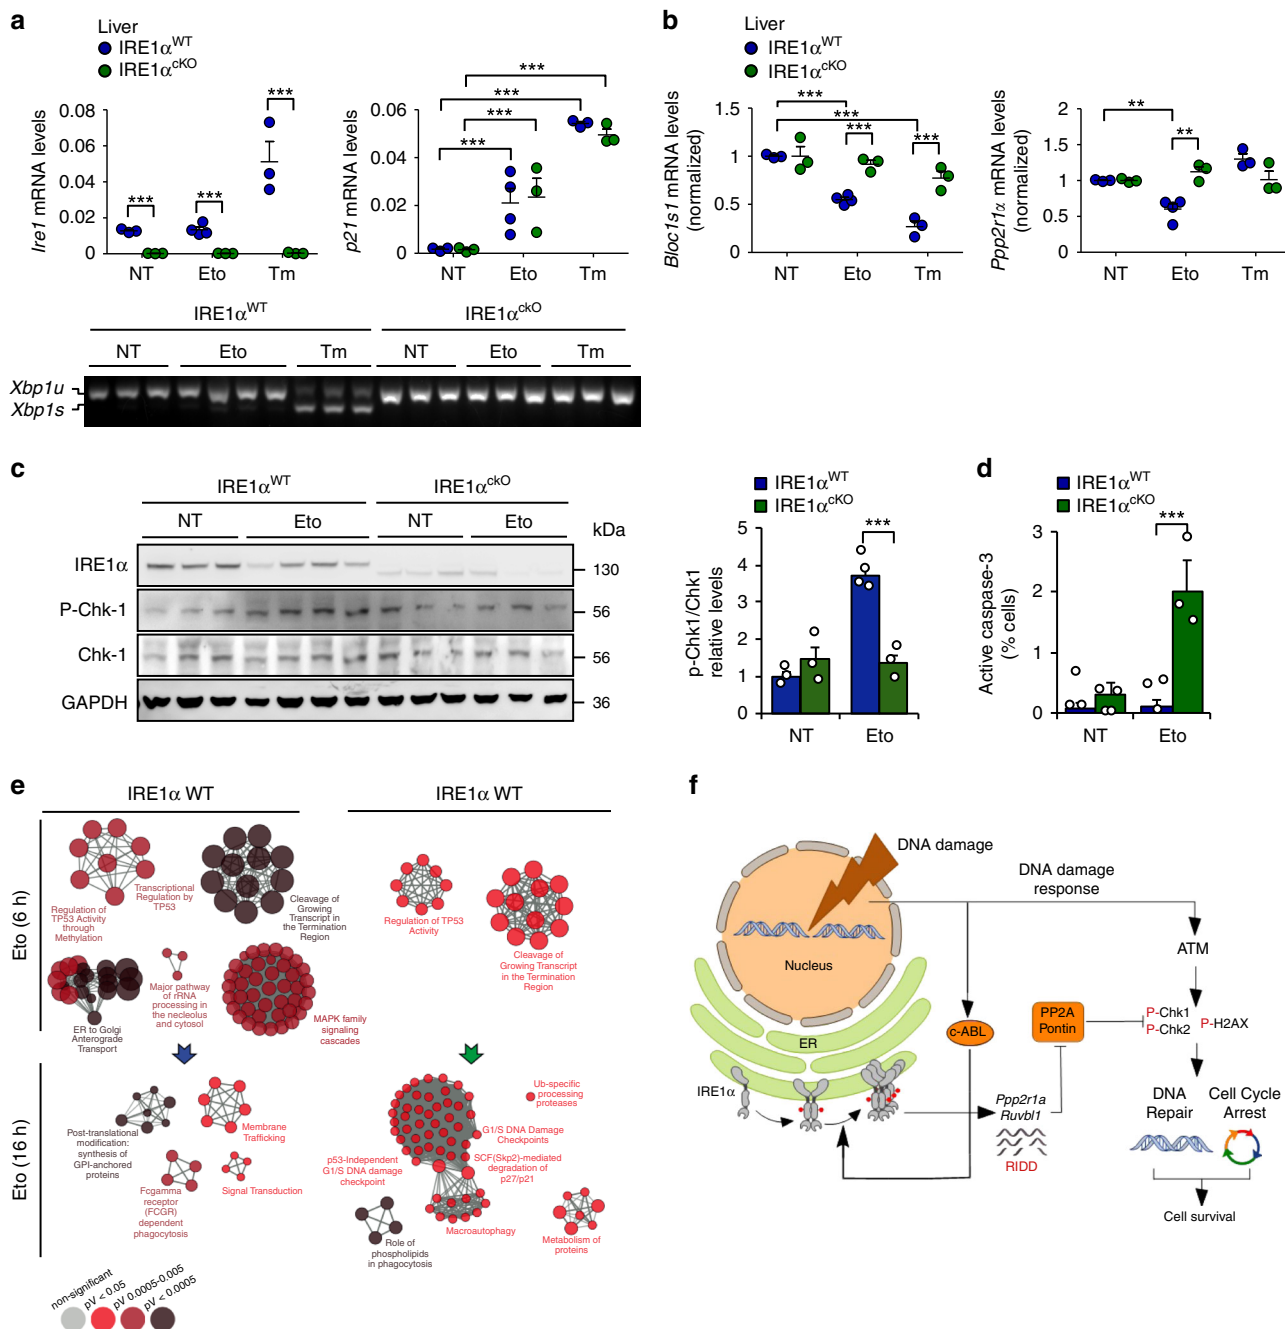 a
Liver
IRE1α^WT
IRE1α^cKO
Ire1 mRNA levels
0.08
0.06
0.04
0.02
0
***
***
***
NT
Eto
Tm
p21 mRNA levels
0.06
0.04
0.02
0
***
***
***
***
NT
Eto
Tm
IRE1α^WT
IRE1α^ckO
NT
Eto
Tm
NT
Eto
Tm
Xbp1u
Xbp1s
b
Liver
IRE1α^WT
IRE1α^cKO
Bloc1s1 mRNA levels
(normalized)
1.5
1
0.5
0
***
***
***
***
NT
Eto
Tm
Ppp2r1α mRNA levels
(normalized)
2
1.5
1
0.5
0
**
**
NT
Eto
Tm
c
IRE1α^WT
IRE1α^ckO
NT
Eto
NT
Eto
kDa
IRE1α
130
P-Chk-1
56
Chk-1
56
GAPDH
36
IRE1α^WT
IRE1α^cKO
p-Chk1/Chk1
relative levels
5
4
3
2
1
0
***
NT
Eto
d
IRE1α^WT
IRE1α^cKO
Active caspase-3
(% cells)
3
2
1
0
***
NT
Eto
e
IRE1α WT
IRE1α WT
Eto (6 h)
Regulation of
TP53 Activity
through
Methylation
Transcriptional
Regulation by
TP53
Cleavage of
Growing
Transcript in
the Termination
Region
ER to Golgi
Anterograde
Transport
Major pathway
of rRNA
processing in
the necleolus
and cytosol
MAPK family
signaling
cascades
Regulation of TP53
Activity
Cleavage of
Growing Transcript
in the Termination
Region
Eto (16 h)
Post-translational
modification:
synthesis of
GPI-anchored
proteins
Membrane
Trafficking
Fcgamma
receptor
(FCGR)
dependent
phagocytosis
Signal Transduction
Ub-specific
processing
proteases
G1/S DNA Damage
Checkpoints
p53-Independent
G1/S DNA damage
checkpoint
SCF(Skp2)-mediated
degradation of
p27/p21
Macroautophagy
Role of
phospholipids
in phagocytosis
Metabolism of
proteins
non-significant
pV < 0.05
pV 0.0005-0.005
pV < 0.0005
f
DNA damage
DNA damage
response
Nucleus
ER
IRE1α
c-ABL
PP2A
Pontin
ATM
P-Chk1
P-Chk2
P-H2AX
Ppp2r1a
Ruvbl1
RIDD
DNA
Repair
Cell Cycle
Arrest
Cell survival